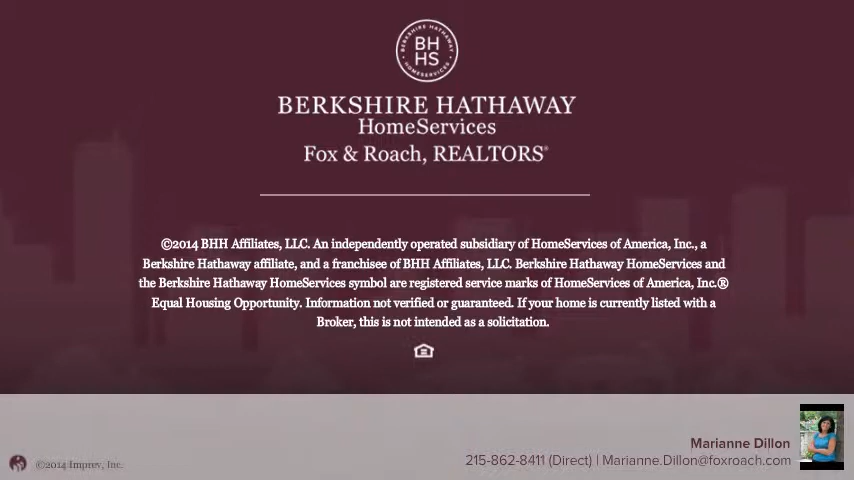 BERKSHIRE HATHAWAY
HOMESERVICES
BH
HS
BERKSHIRE HATHAWAY
HomeServices
Fox & Roach, REALTORS®
©2014 BHH Affiliates, LLC. An independently operated subsidiary of HomeServices of America, Inc., a
Berkshire Hathaway affiliate, and a franchisee of BHH Affiliates, LLC. Berkshire Hathaway HomeServices and
the Berkshire Hathaway HomeServices symbol are registered service marks of HomeServices of America, Inc.®
Equal Housing Opportunity. Information not verified or guaranteed. If your home is currently listed with a
Broker, this is not intended as a solicitation.
Marianne Dillon
215-862-8411 (Direct) | Marianne.Dillon@foxroach.com
©2014 Imprev, Inc.